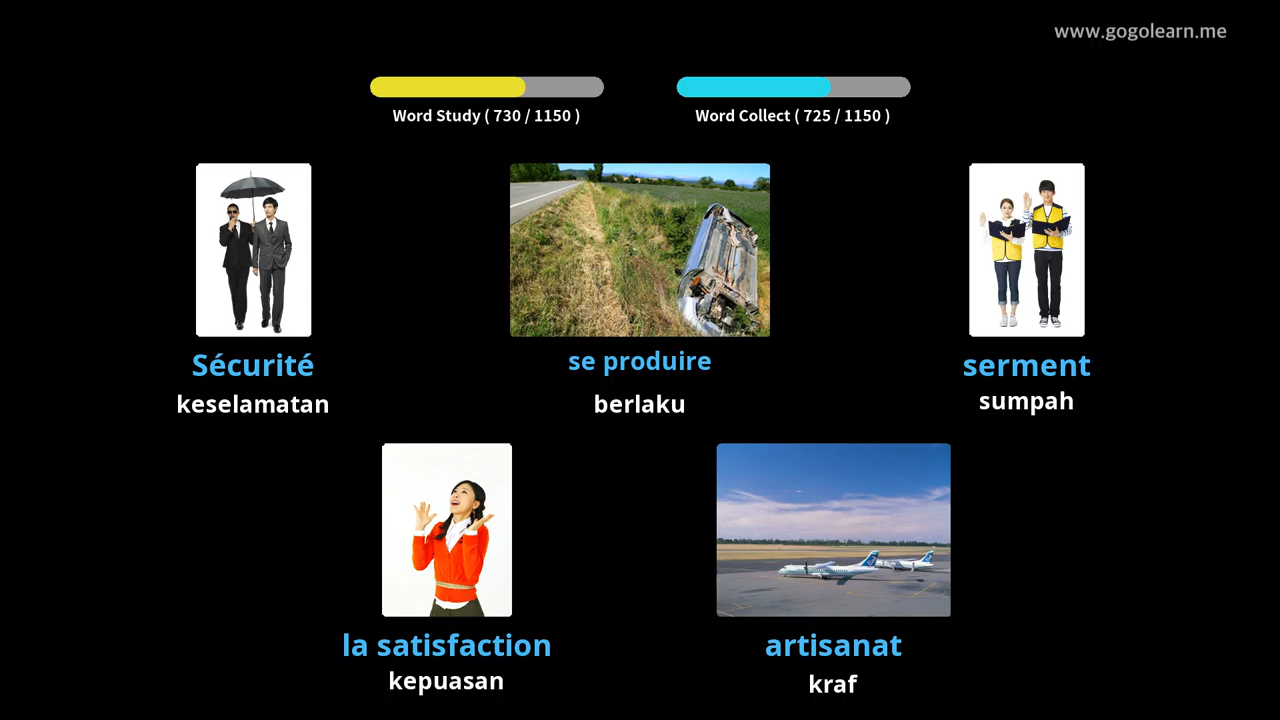 www.gogolearn.me
Word Study ( 730 / 1150 )
Word Collect ( 725 / 1150 )
Sécurité
keselamatan
se produire
berlaku
serment
sumpah
la satisfaction
kepuasan
artisanat
kraf